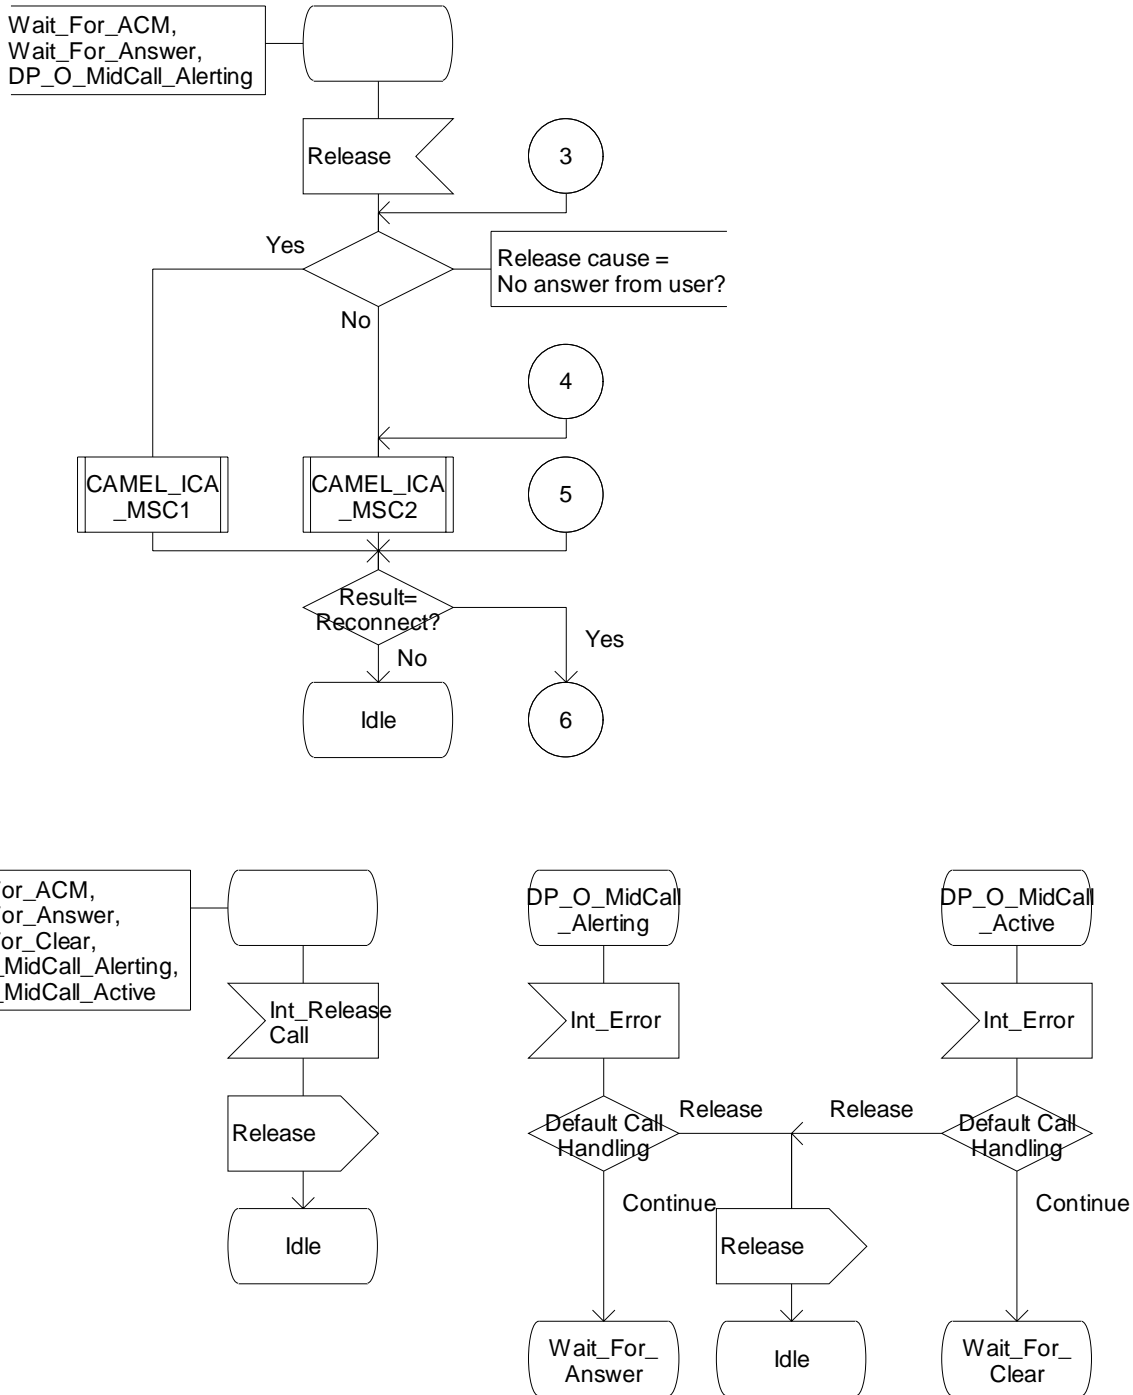 Wait_For_ACM,
Wait_For_Answer,
DP_O_MidCall_Alerting
Release
3
Yes
Release cause =
No answer from user?
No
4
CAMEL_ICA
_MSC1
CAMEL_ICA
_MSC2
5
Result=
Reconnect?
Yes
No
Idle
6
or_ACM,
or_Answer,
or_Clear,
_MidCall_Alerting,
_MidCall_Active
Int_Release
Call
Release
Idle
DP_O_MidCall
_Alerting
Int_Error
Default Call
Handling
Release
Continue
Wait_For_
Answer
Release
Idle
DP_O_MidCall
_Active
Int_Error
Release
Default Call
Handling
Continue
Wait_For_
Clear